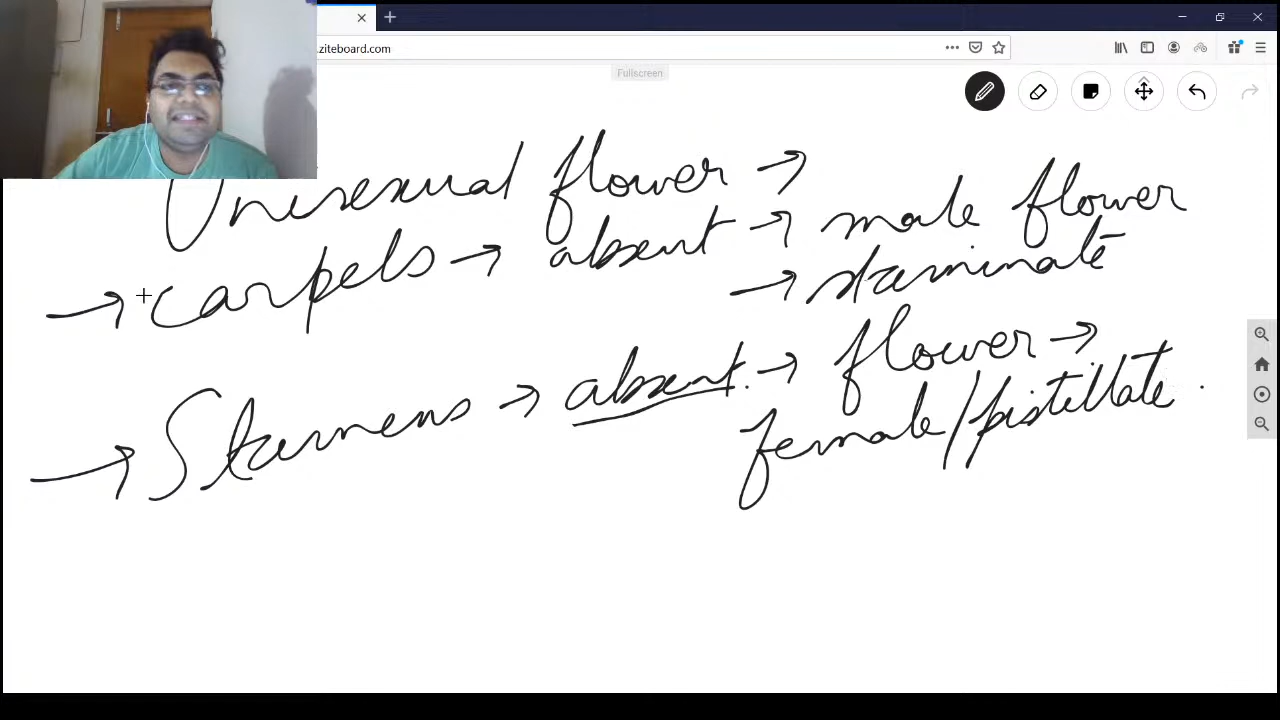 ziteboard.com
Fullscreen
Unisexual flower →
→ carpels → absent → male flower
→ staminate
→ Stamens → absent. → flower →
female/pistillate